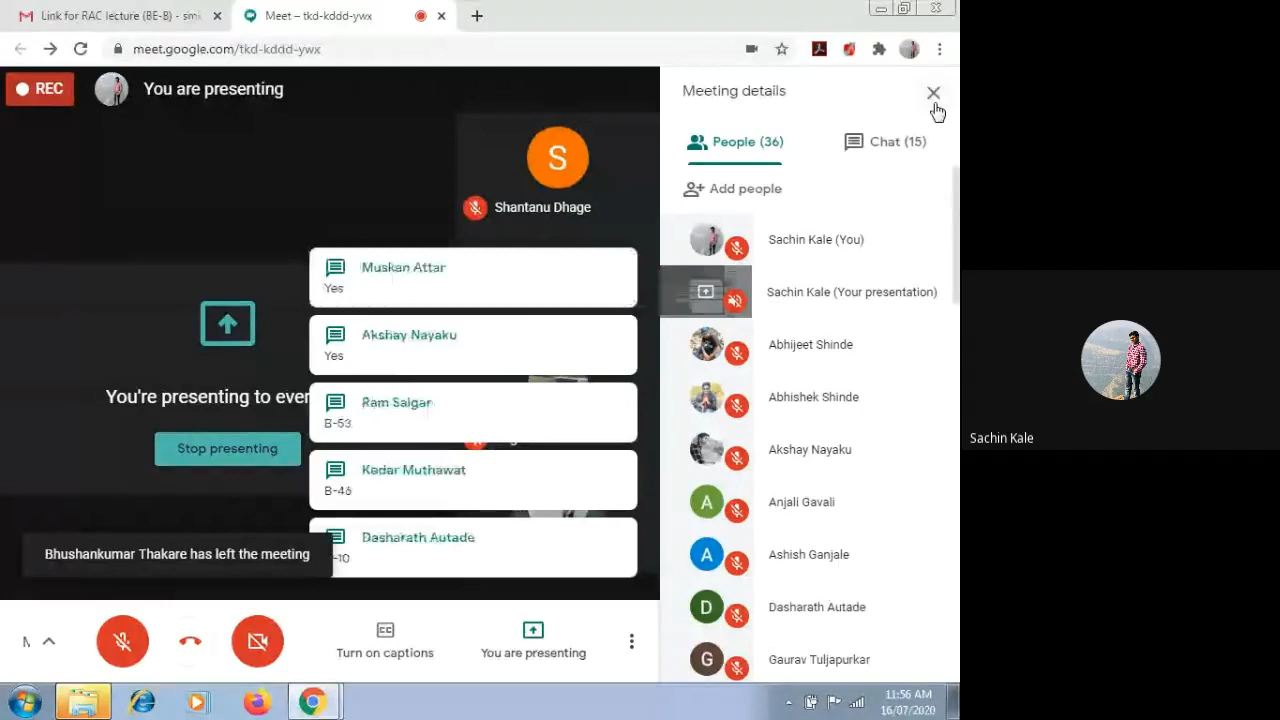 Link for RAC lecture (BE-B) - smi
Meet – tkd-kddd-ywx
meet.google.com/tkd-kddd-ywx
REC
You are presenting
S
Shantanu Dhage
Muskan Attar
Yes
Akshay Nayaku
Yes
Ram Salgar
B-53
Kedar Muthawat
B-46
Dasharath Autade
-10
You're presenting to ever
Stop presenting
Bhushankumar Thakare has left the meeting
Turn on captions
You are presenting
Meeting details
People (36)
Chat (15)
Add people
Sachin Kale (You)
Sachin Kale (Your presentation)
Abhijeet Shinde
Abhishek Shinde
Akshay Nayaku
A
Anjali Gavali
A
Ashish Ganjale
D
Dasharath Autade
G
Gaurav Tuljapurkar
11:56 AM
16/07/2020
Sachin Kale